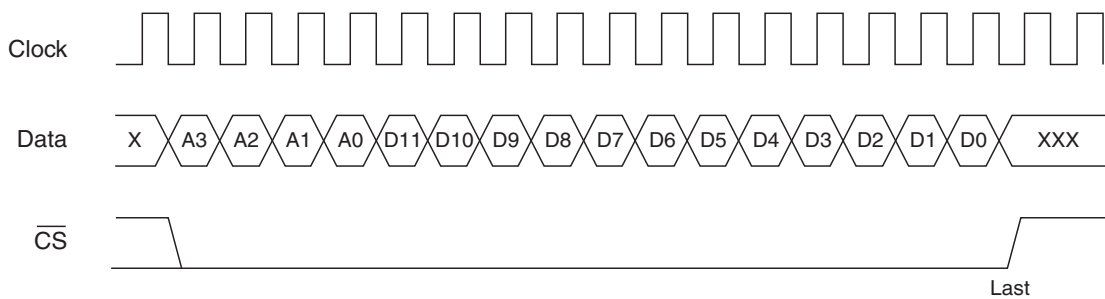 Clock
Data X A3 A2 A1 A0 D11 D10 D9 D8 D7 D6 D5 D4 D3 D2 D1 D0 XXX
CS
Last